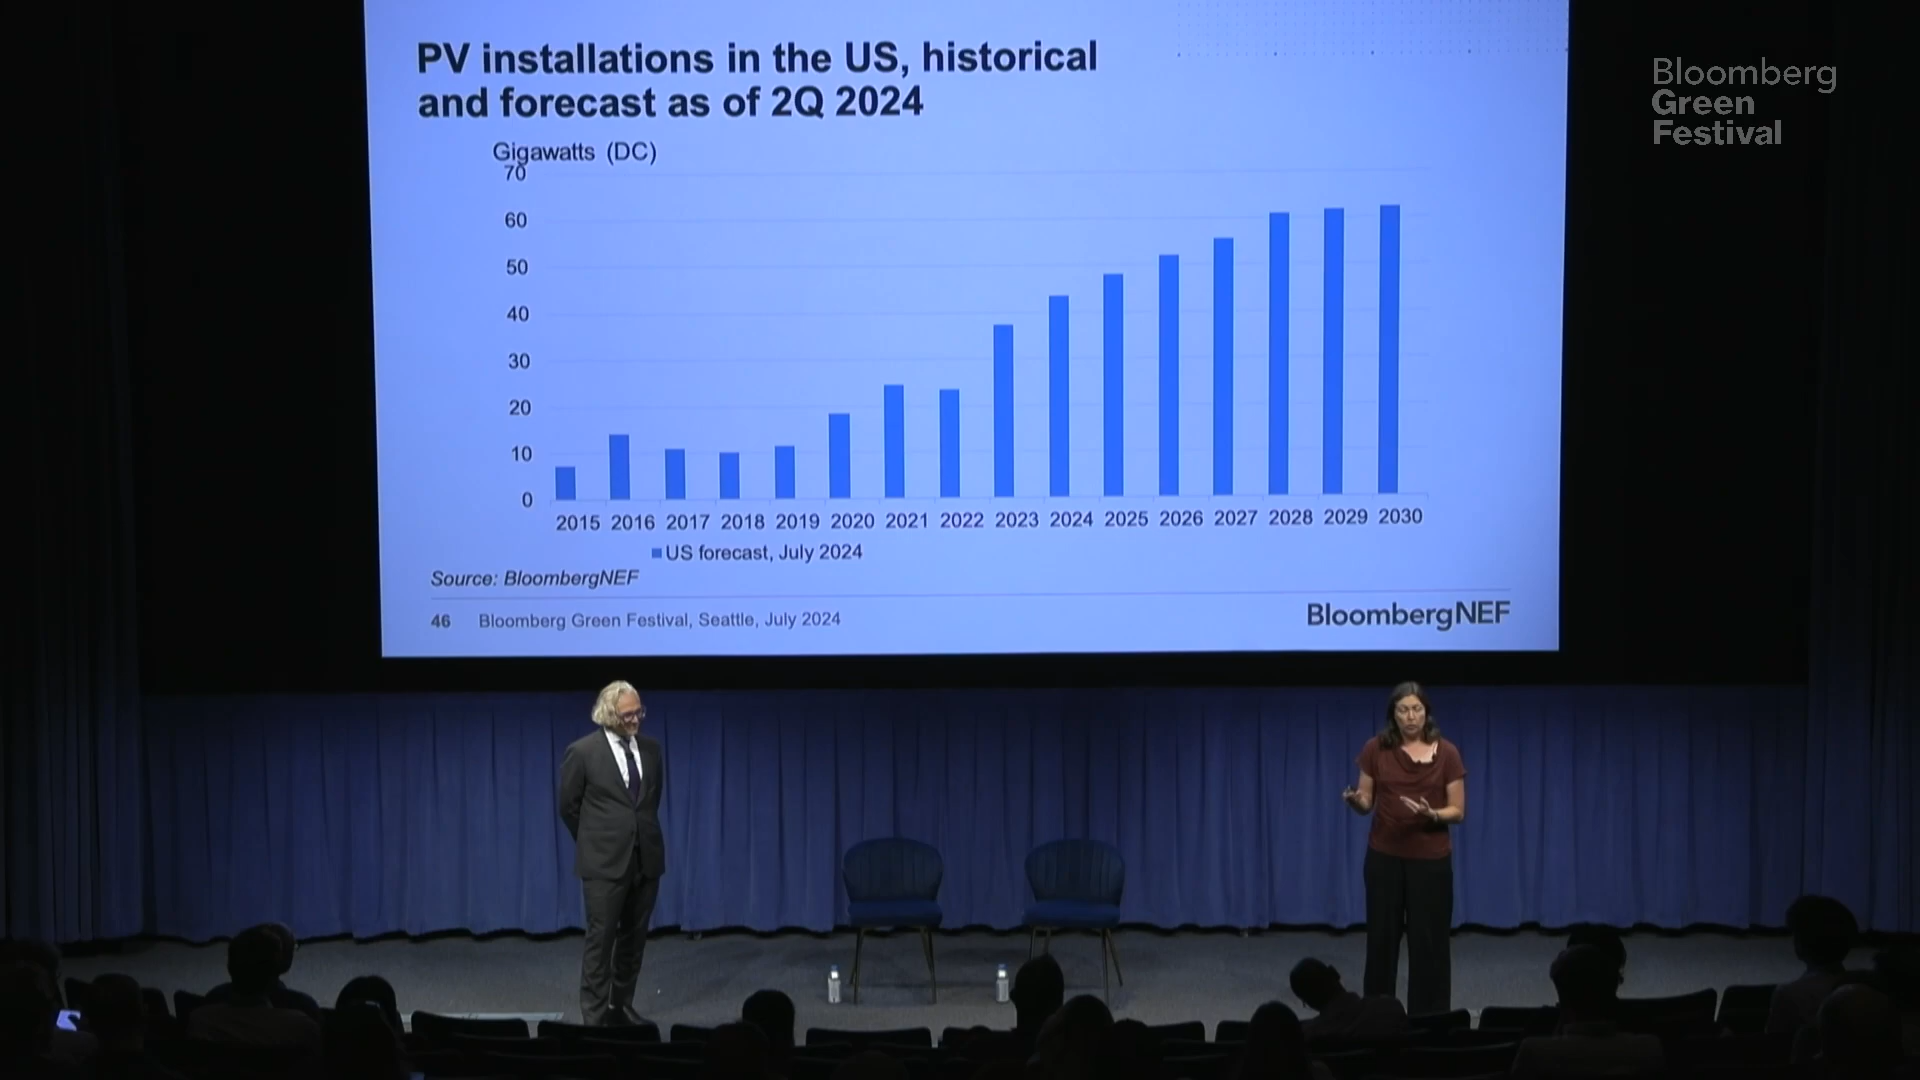 PV installations in the US, historical
and forecast as of 2Q 2024
Bloomberg
Green
Festival
Gigawatts (DC)
70
60
50
40
30
20
10
0
2015 2016 2017 2018 2019 2020 2021 2022 2023 2024 2025 2026 2027 2028 2029 2030
US forecast, July 2024
Source: BloombergNEF
46 Bloomberg Green Festival, Seattle, July 2024
BloombergNEF